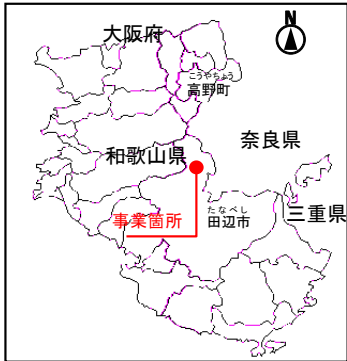 N
大阪府
こうやちょう
高野町
奈良県
和歌山県
事業箇所
たなべし
田辺市
三重県